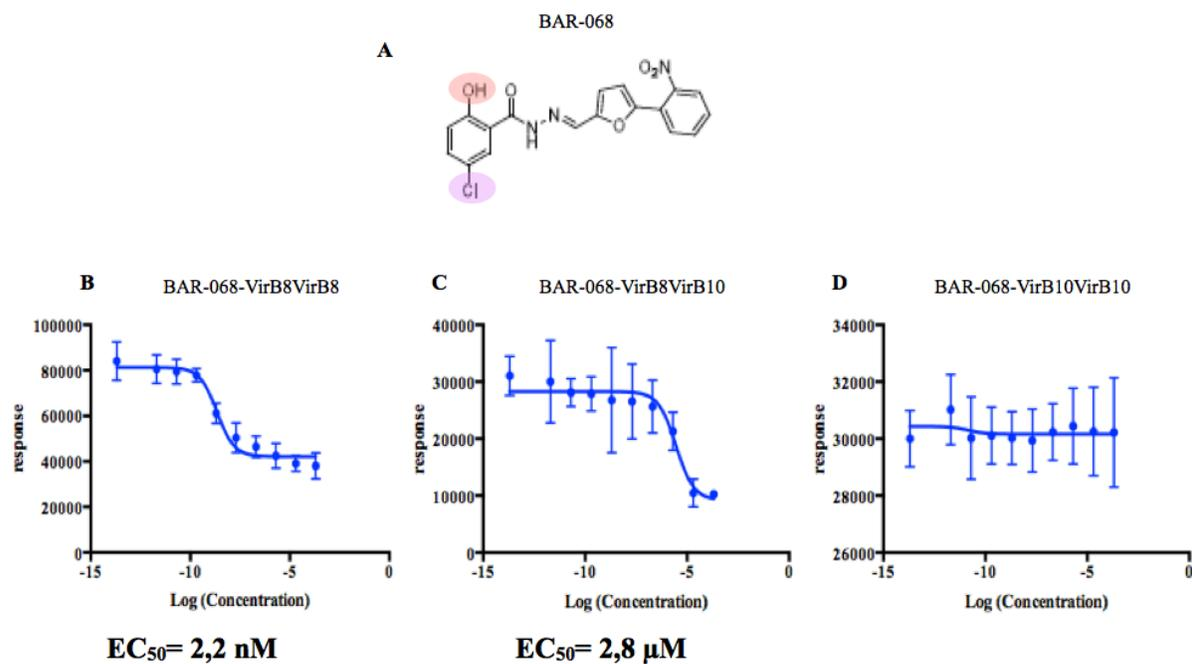 BAR-068
A
O₂N
OH
O
N
N
H
O
Cl
B
BAR-068-VirB8VirB8
C
BAR-068-VirB8VirB10
D
BAR-068-VirB10VirB10
100000
80000
60000
40000
20000
0
response
-15
-10
-5
0
Log (Concentration)
40000
30000
20000
10000
0
response
-15
-10
-5
0
Log (Concentration)
34000
32000
30000
28000
26000
response
-15
-10
-5
0
Log (Concentration)
EC₅₀= 2,2 nM
EC₅₀= 2,8 µM